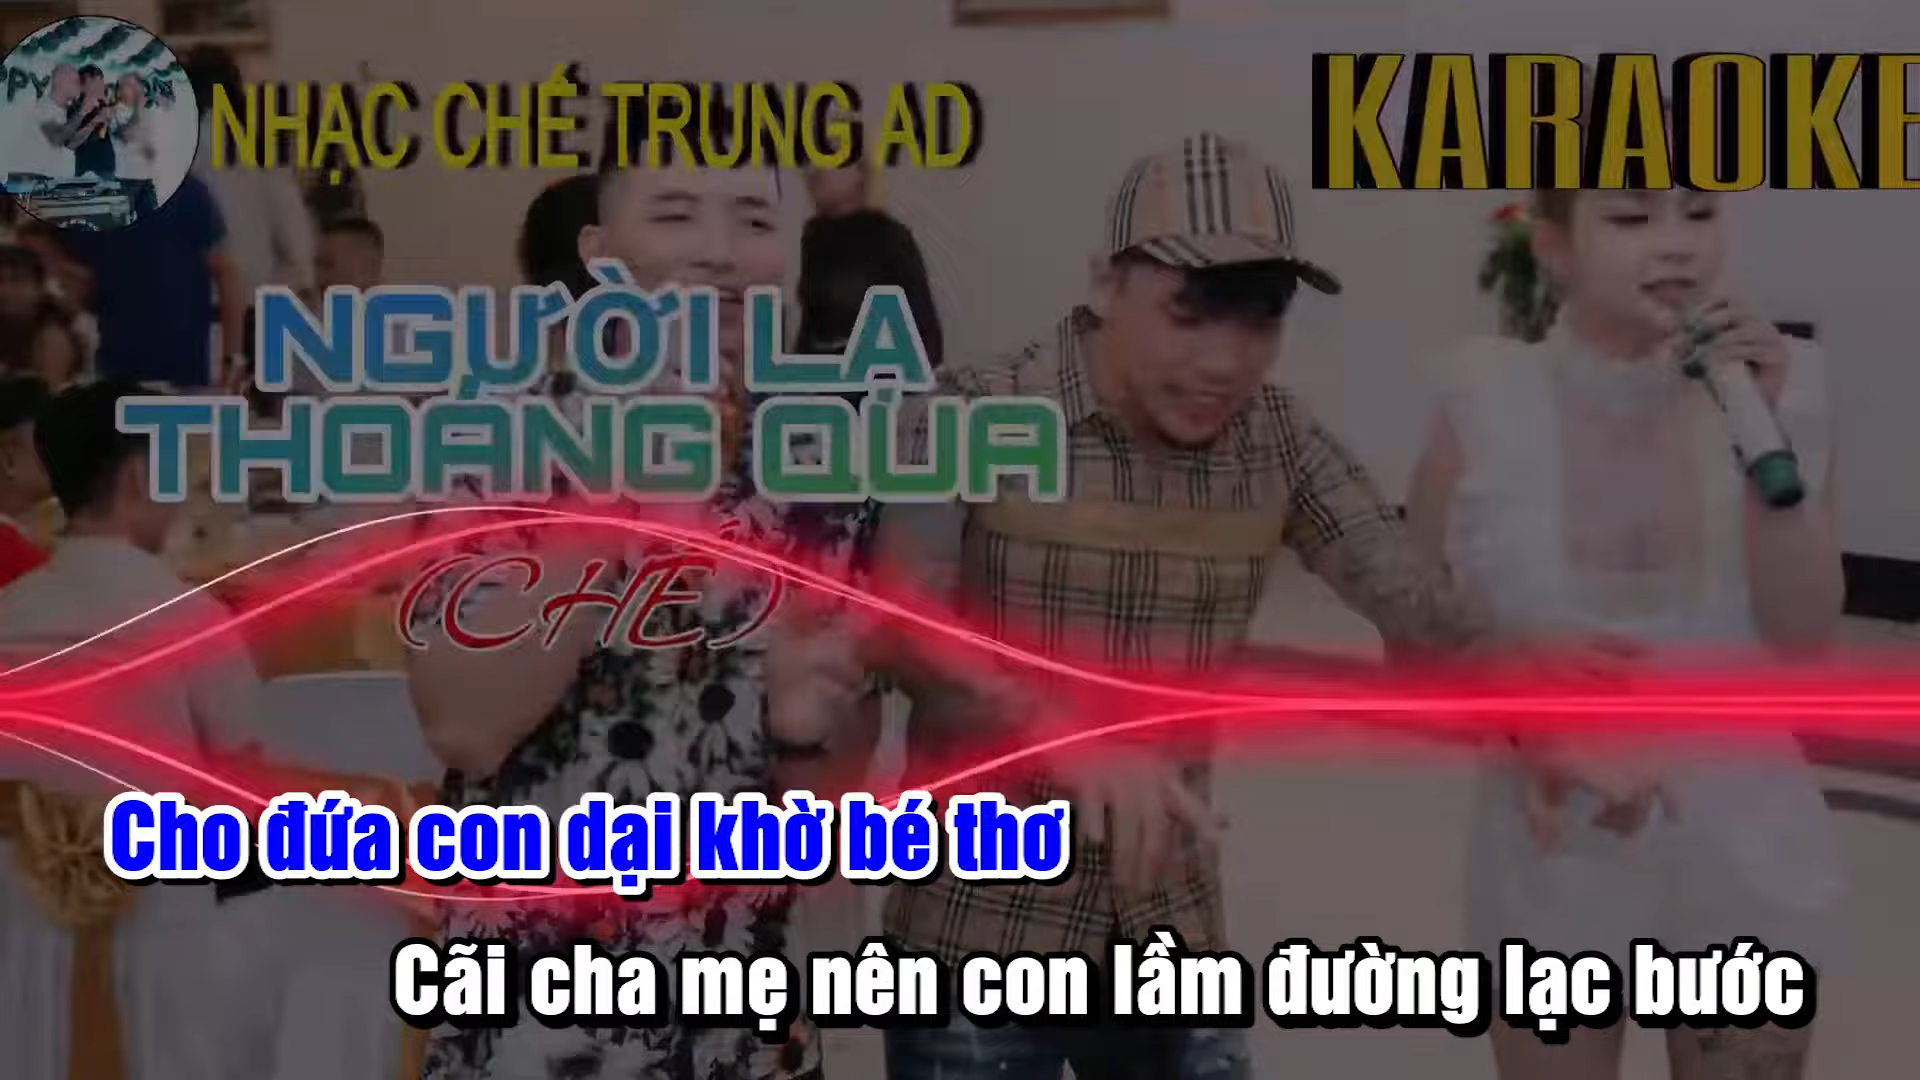 NHẠC CHẾ TRUNG AD
KARAOKE
NGƯỜI LẠ
THOÁNG QUA
(CHẾ)
Cho đứa con dại khờ bé thơ
Cãi cha mẹ nên con lầm đường lạc bước